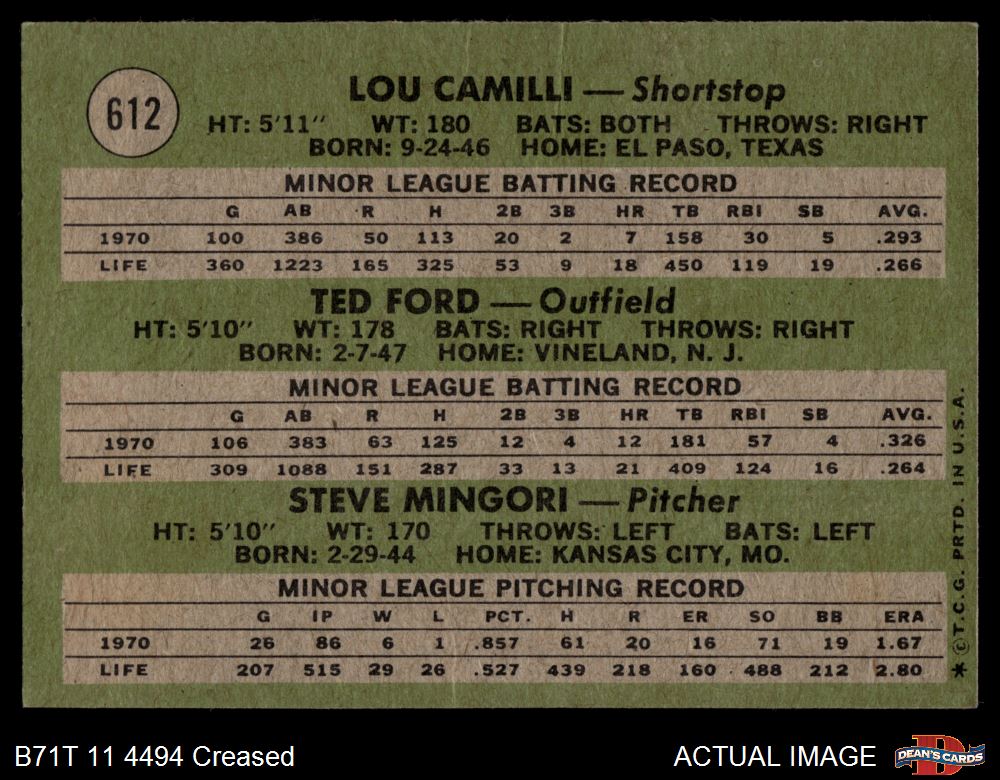 612
LOU CAMILLI — Shortstop
HT: 5'11" WT: 180 BATS: BOTH THROWS: RIGHT
BORN: 9-24-46 HOME: EL PASO, TEXAS
MINOR LEAGUE BATTING RECORD
G AB R H 2B 3B HR TB RBI SB AVG.
1970 100 386 50 113 20 2 7 158 30 5 .293
LIFE 360 1223 165 325 53 9 18 450 119 19 .266
TED FORD — Outfield
HT: 5'10" WT: 178 BATS: RIGHT THROWS: RIGHT
BORN: 2-7-47 HOME: VINELAND, N. J.
MINOR LEAGUE BATTING RECORD
G AB R H 2B 3B HR TB RBI SB AVG.
1970 106 383 63 125 12 4 12 181 57 4 .326
LIFE 309 1088 151 287 33 13 21 409 124 16 .264
STEVE MINGORI — Pitcher
HT: 5'10" WT: 170 THROWS: LEFT BATS: LEFT
BORN: 2-29-44 HOME: KANSAS CITY, MO.
MINOR LEAGUE PITCHING RECORD
G IP W L PCT. H R ER SO BB ERA
1970 26 86 6 1 .857 61 20 16 71 19 1.67
LIFE 207 515 29 26 .527 439 218 160 488 212 2.80
* © T.C.G. PRTD. IN U.S.A.
B71T 11 4494 Creased
ACTUAL IMAGE
D
DEAN'S CARDS